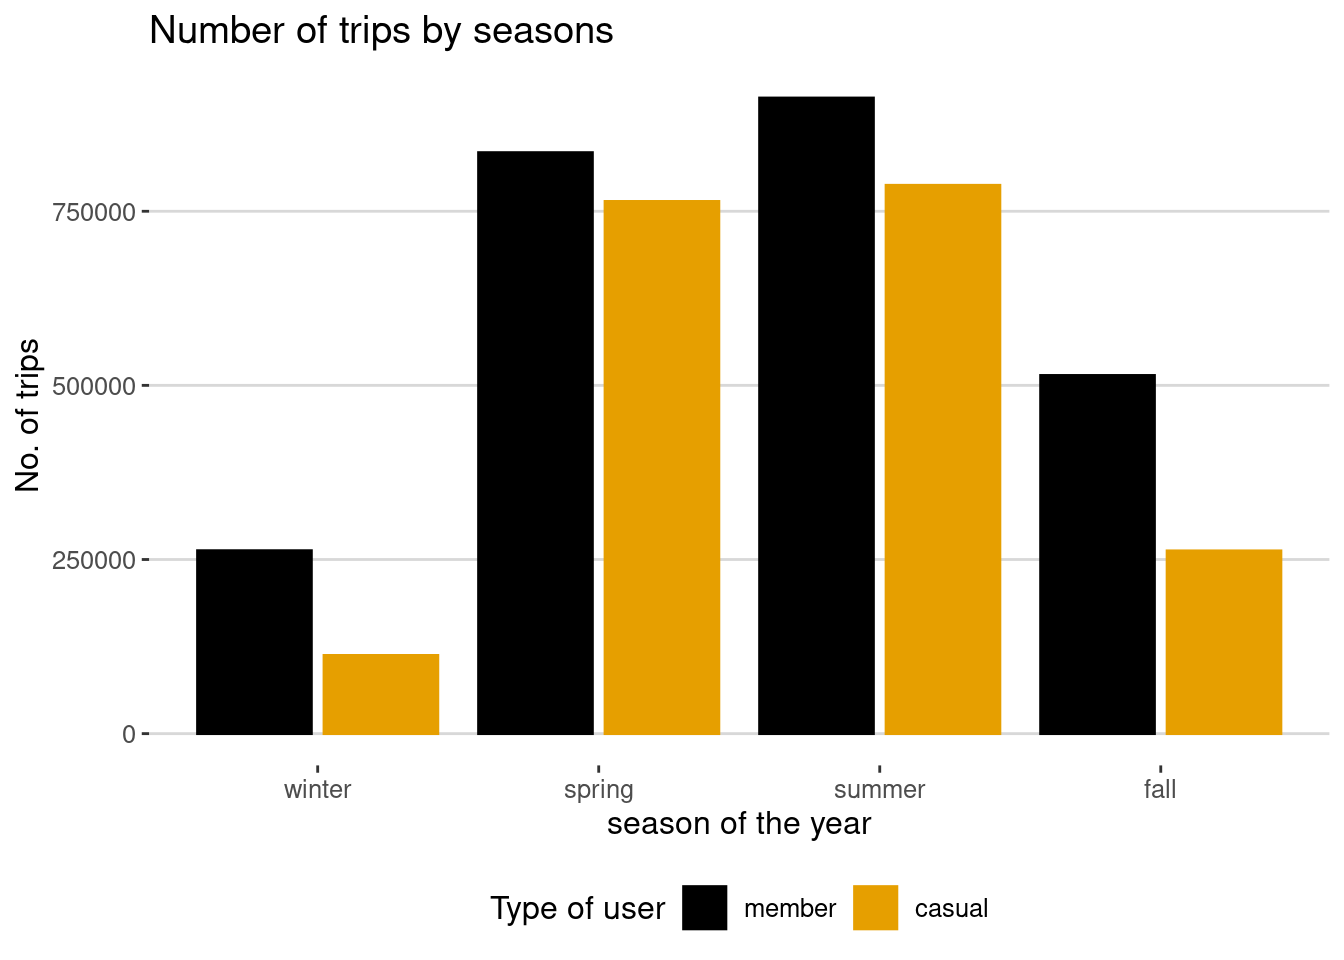 Number of trips by seasons
750000
500000
250000
0
No. of trips
winter spring summer fall
season of the year
Type of user member casual